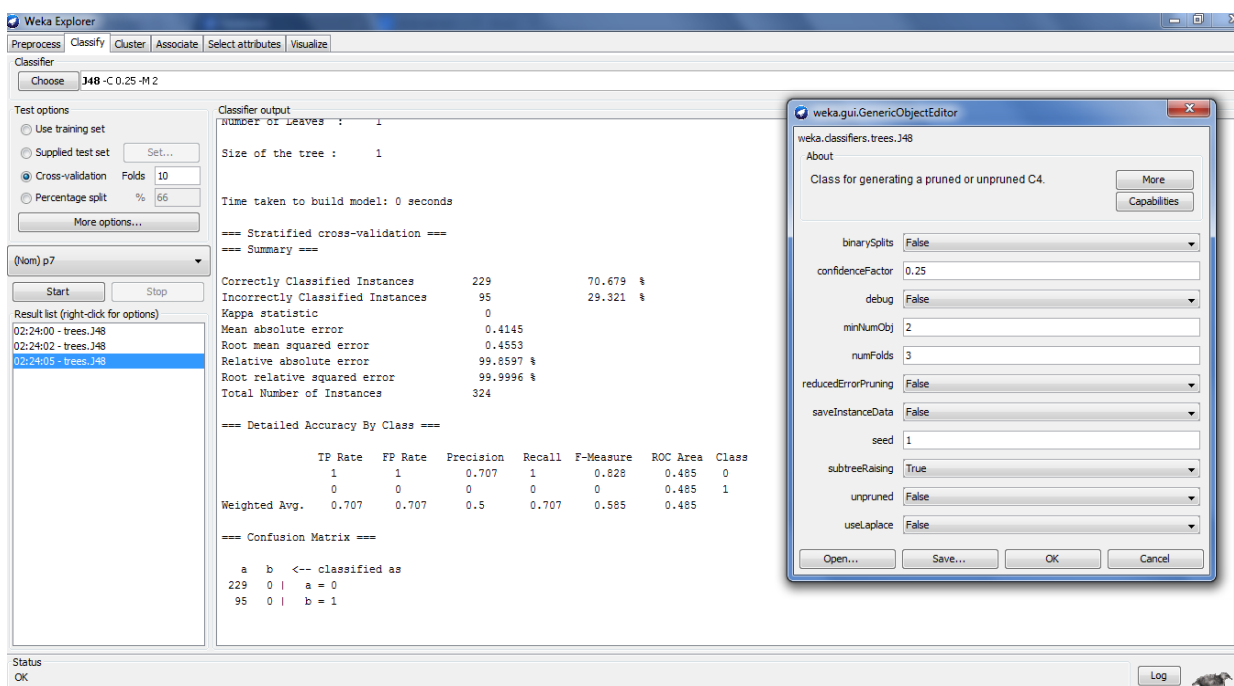 Weka Explorer
Preprocess Classify Cluster Associate Select attributes Visualize
Classifier
Choose J48 -C 0.25 -M 2
Test options
Use training set
Supplied test set Set...
Cross-validation Folds 10
Percentage split % 66
More options...
(Nom) p7
Start Stop
Result list (right-click for options)
02:24:00 - trees.J48
02:24:02 - trees.J48
02:24:05 - trees.J48
Classifier output
Number of Leaves : 1
Size of the tree : 1
Time taken to build model: 0 seconds
=== Stratified cross-validation ===
=== Summary ===
Correctly Classified Instances 229 70.679 %
Incorrectly Classified Instances 95 29.321 %
Kappa statistic 0
Mean absolute error 0.4145
Root mean squared error 0.4553
Relative absolute error 99.8597 %
Root relative squared error 99.9996 %
Total Number of Instances 324
=== Detailed Accuracy By Class ===
TP Rate FP Rate Precision Recall F-Measure ROC Area Class
1 1 0.707 1 0.828 0.485 0
0 0 0 0 0 0.485 1
Weighted Avg. 0.707 0.707 0.5 0.707 0.585 0.485
=== Confusion Matrix ===
a b <-- classified as
229 0 | a = 0
95 0 | b = 1
weka.gui.GenericObjectEditor
weka.classifiers.trees.J48
About
Class for generating a pruned or unpruned C4. More
Capabilities
binarySplits False
confidenceFactor 0.25
debug False
minNumObj 2
numFolds 3
reducedErrorPruning False
saveInstanceData False
seed 1
subtreeRaising True
unpruned False
useLaplace False
Open... Save... OK Cancel
Status
OK
Log